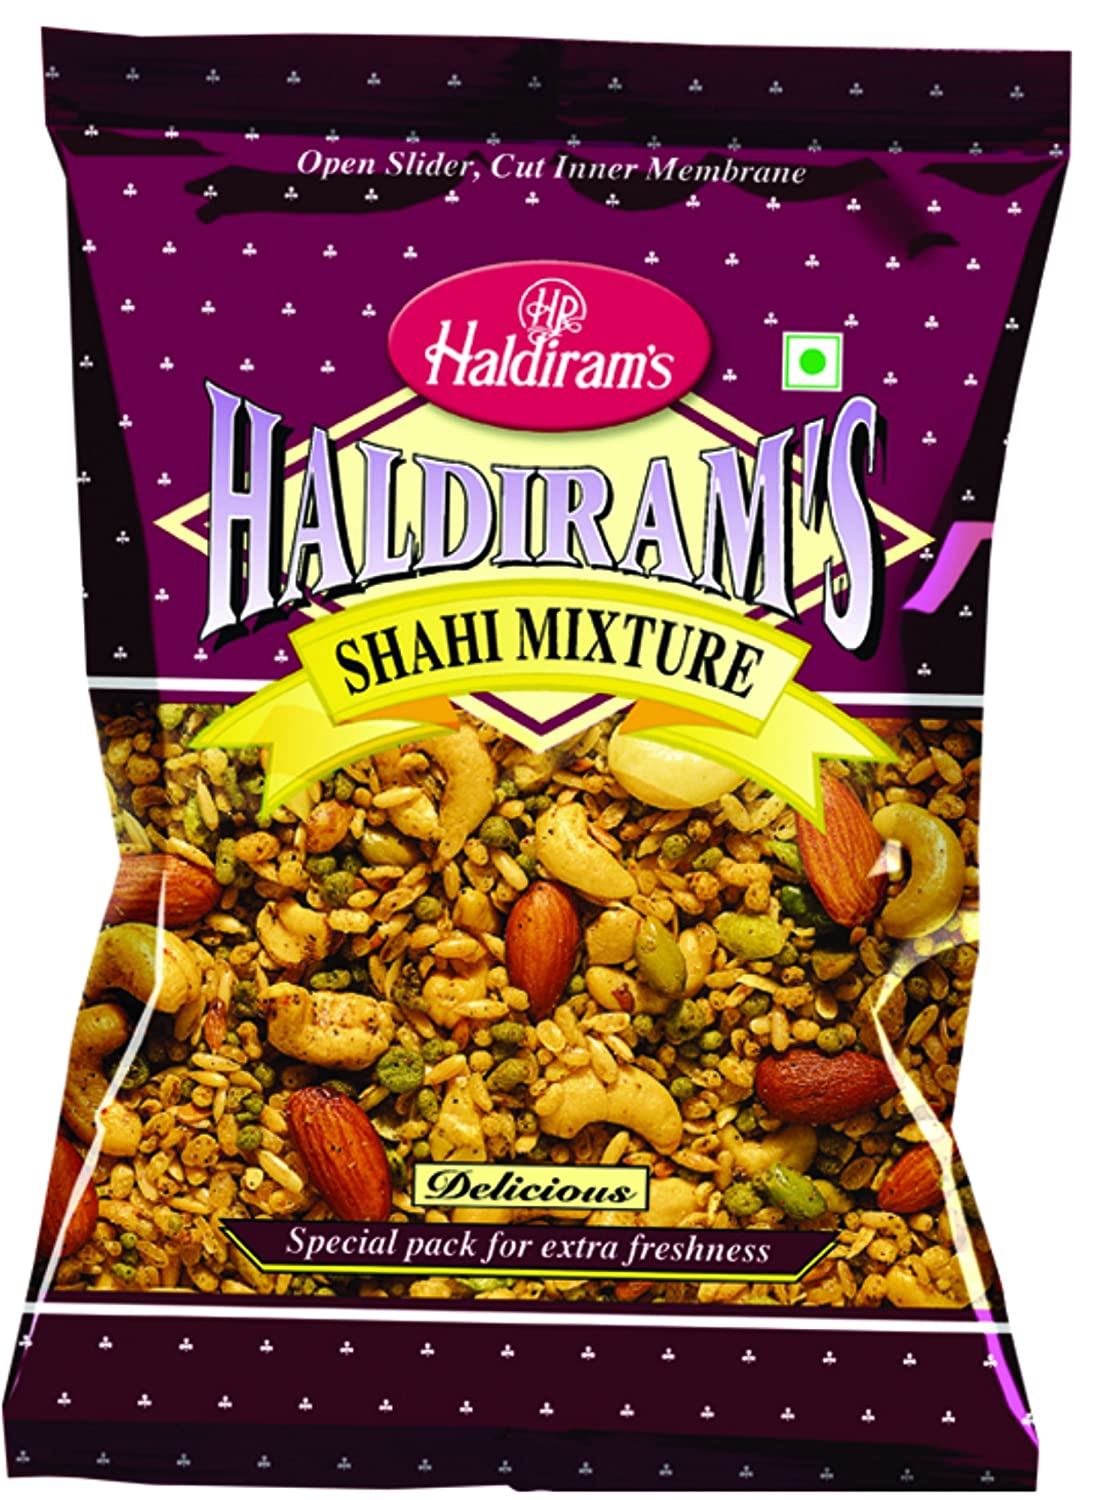 Open Slider, Cut Inner Membrane
HR
Haldiram's
HALDIRAM'S
SHAHI MIXTURE
Delicious
Special pack for extra freshness